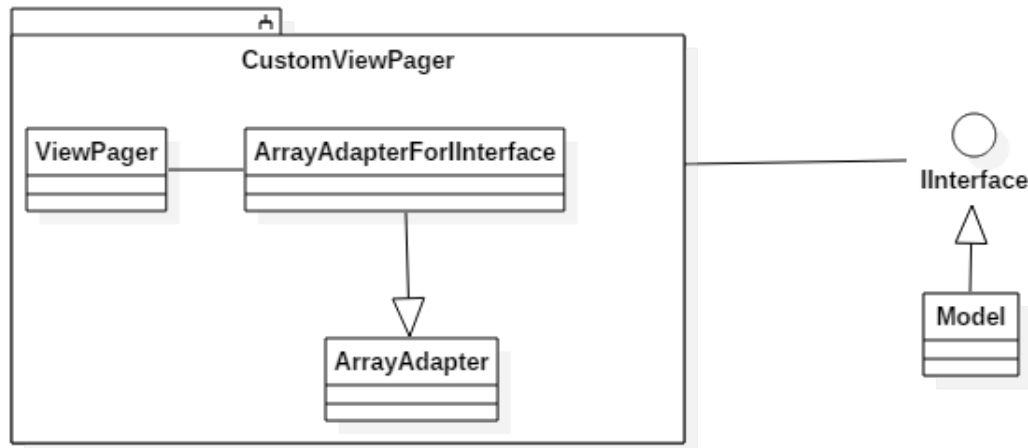 CustomViewPager
ViewPager
ArrayAdapterForIInterface
IInterface
ArrayAdapter
Model